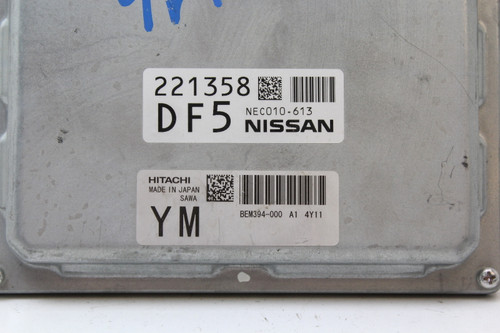 221358
DF5 NEC010-613
NISSAN
HITACHI
MADE IN JAPAN
SAWA
YM BEM394-000 A1 4Y11